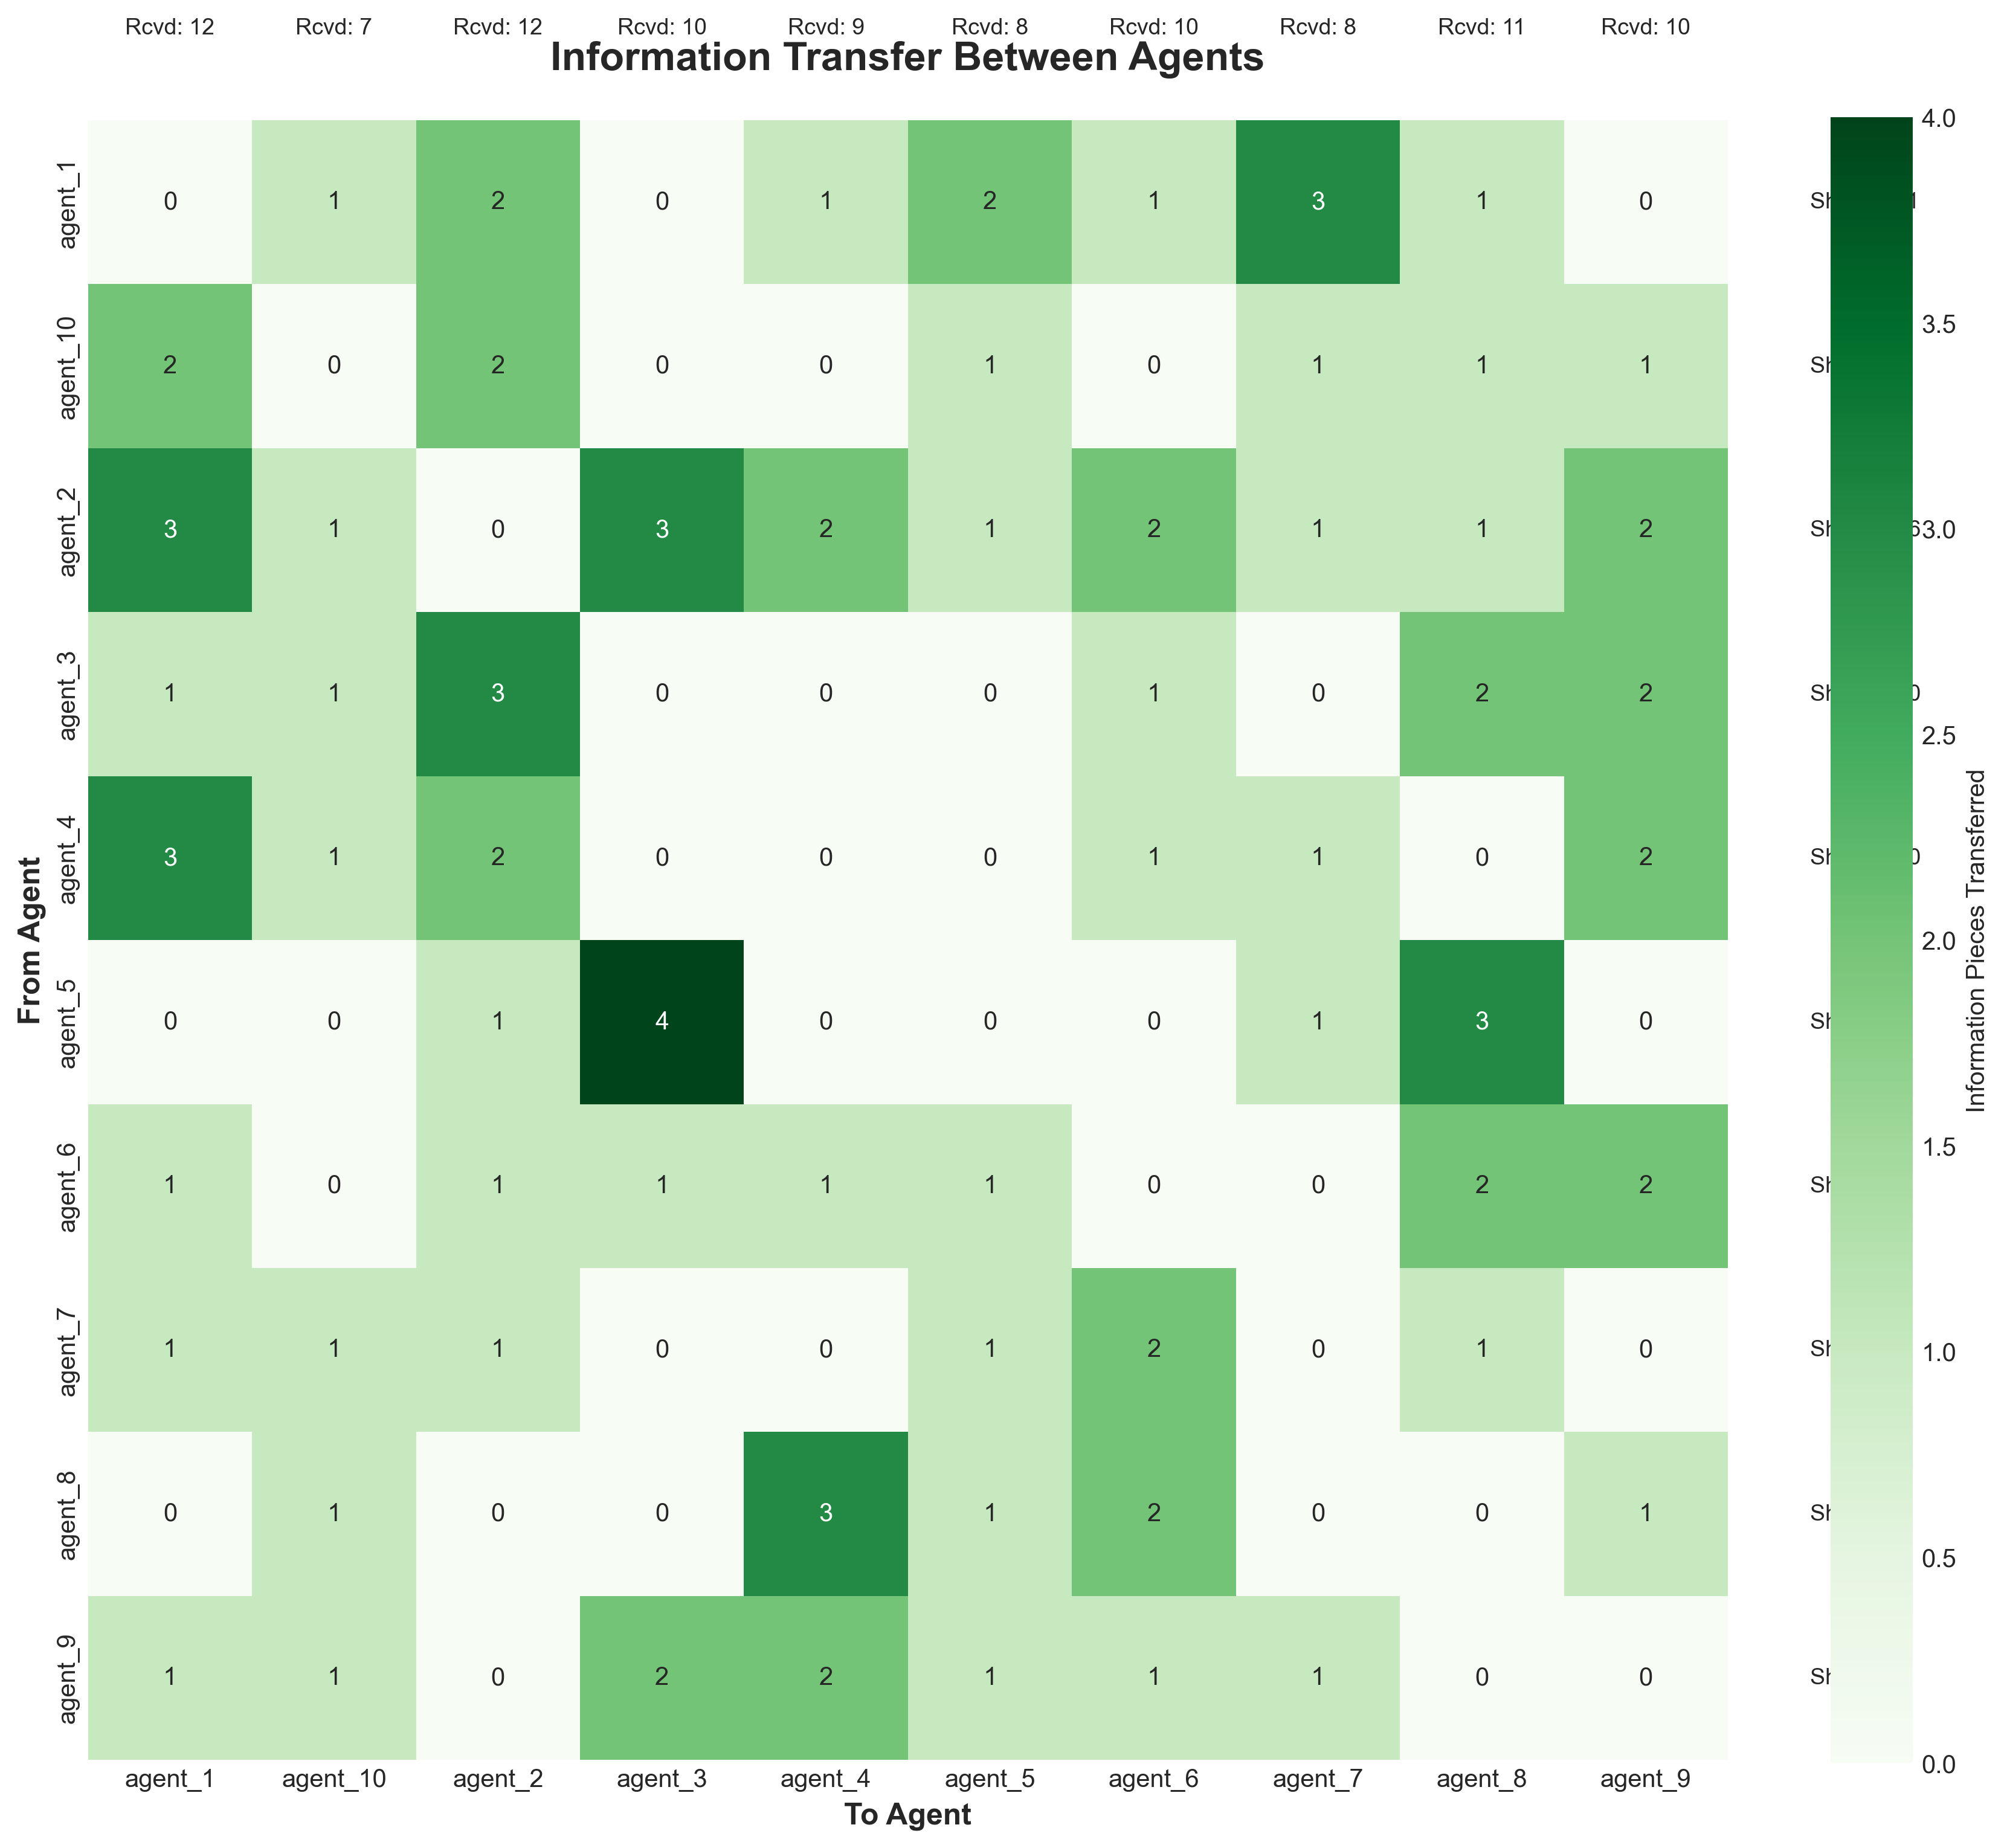 Rcvd: 12 Rcvd: 7 Rcvd: 12 Rcvd: 10 Rcvd: 9 Rcvd: 8 Rcvd: 10 Rcvd: 8 Rcvd: 11 Rcvd: 10
Information Transfer Between Agents
agent_1 0 1 2 0 1 2 1 3 1 0
agent_10 2 0 2 0 0 1 0 1 1 1
agent_2 3 1 0 3 2 1 2 1 1 2
agent_3 1 1 3 0 0 0 1 0 2 2
agent_4 3 1 2 0 0 0 1 1 0 2
agent_5 0 0 1 4 0 0 0 1 3 0
agent_6 1 0 1 1 1 1 0 0 2 2
agent_7 1 1 1 0 0 1 2 0 1 0
agent_8 0 1 0 0 3 1 2 0 0 1
agent_9 1 1 0 2 2 1 1 1 0 0
agent_1 agent_10 agent_2 agent_3 agent_4 agent_5 agent_6 agent_7 agent_8 agent_9
To Agent
From Agent
4.0
3.5
3.0
2.5
2.0
1.5
1.0
0.5
0.0
Information Pieces Transferred